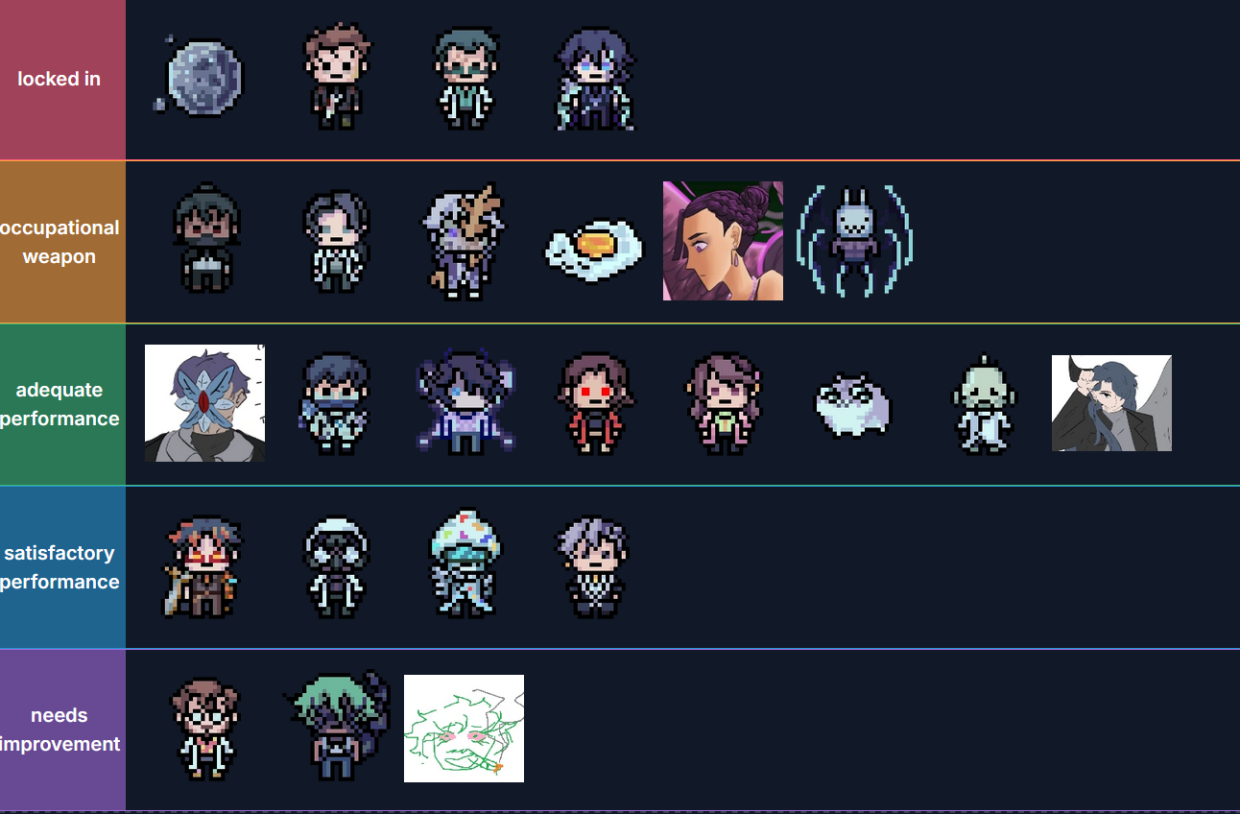 locked in
occupational
weapon
adequate
performance
satisfactory
performance
needs
improvement